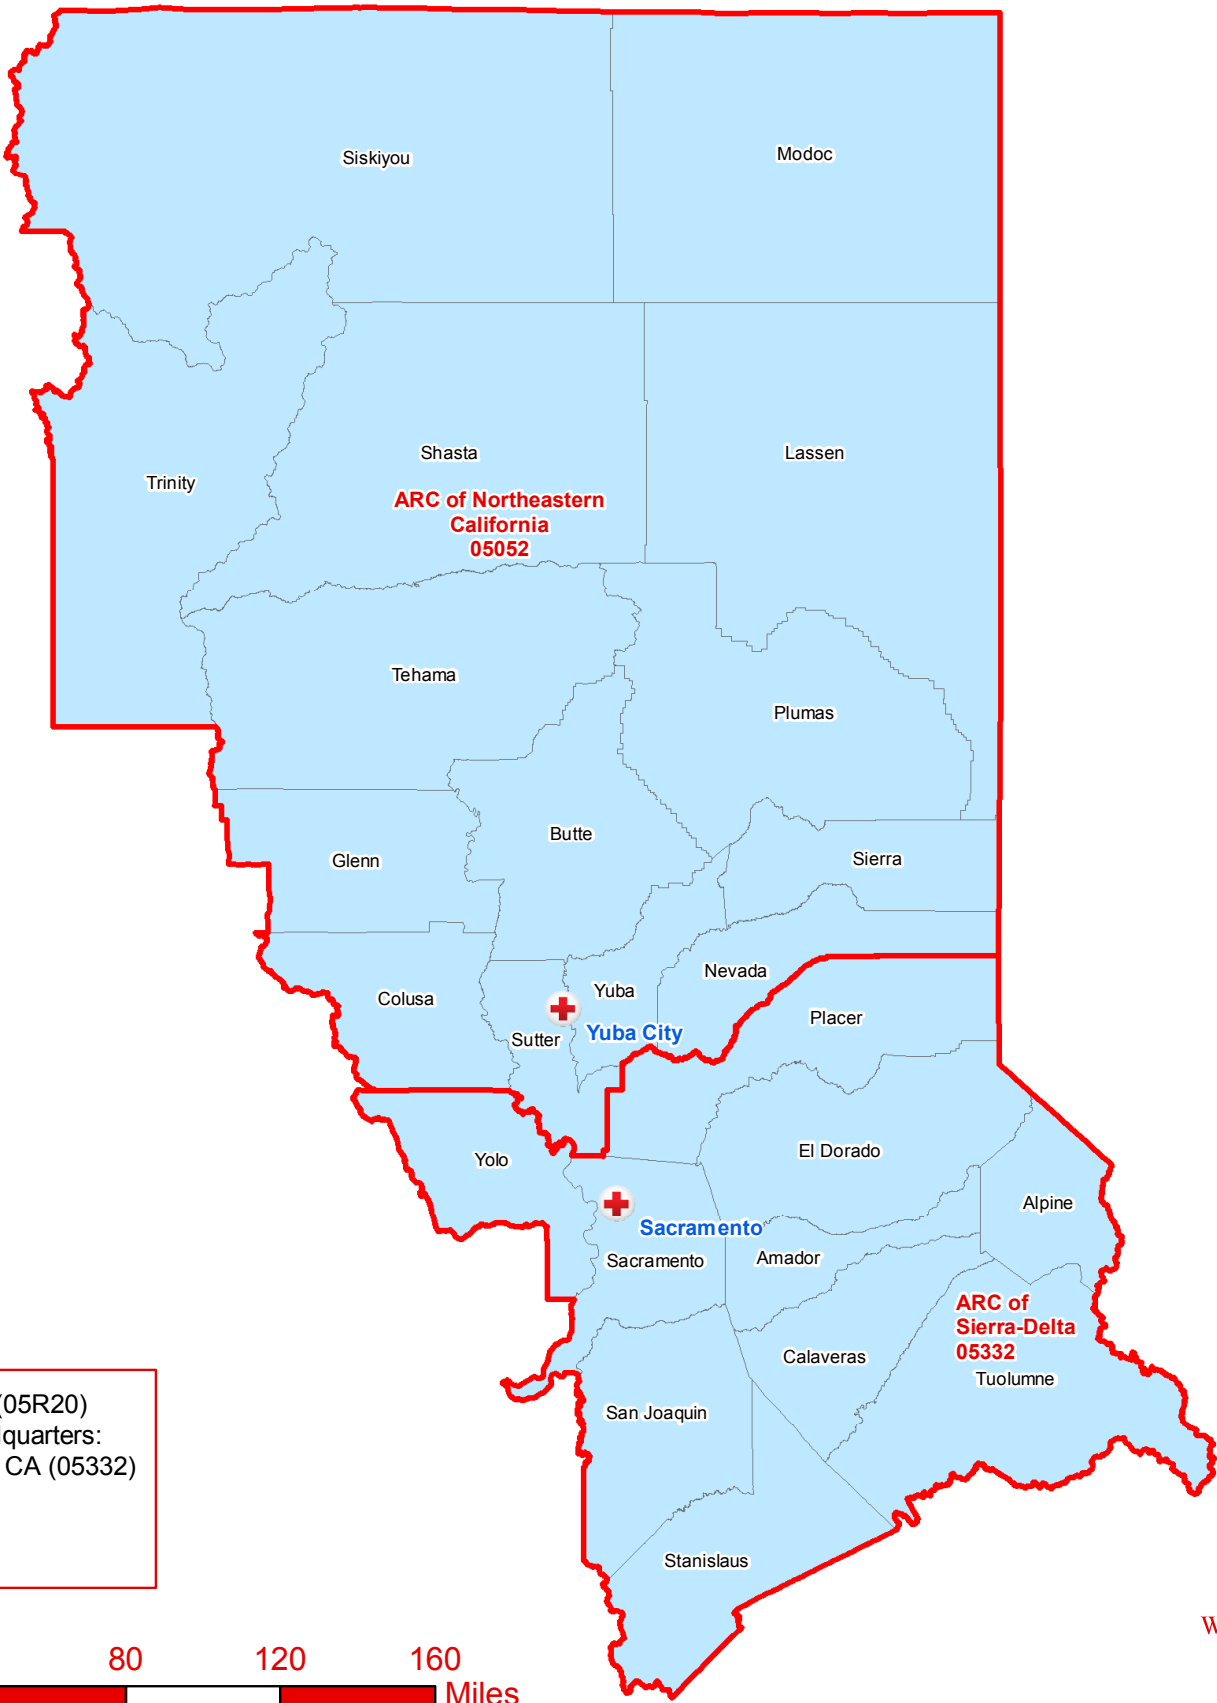 Siskiyou
Modoc
Shasta
Lassen
Trinity
ARC of Northeastern
California
05052
Tehama
Plumas
Butte
Glenn
Sierra
Nevada
Yuba
Colusa
Placer
Sutter
Yuba City
El Dorado
Yolo
Alpine
Sacramento
Sacramento
Amador
ARC of
Sierra-Delta
05332
Calaveras
Tuolumne
San Joaquin
(05R20)
dquarters:
CA (05332)
Stanislaus
W
80 120 160
Miles